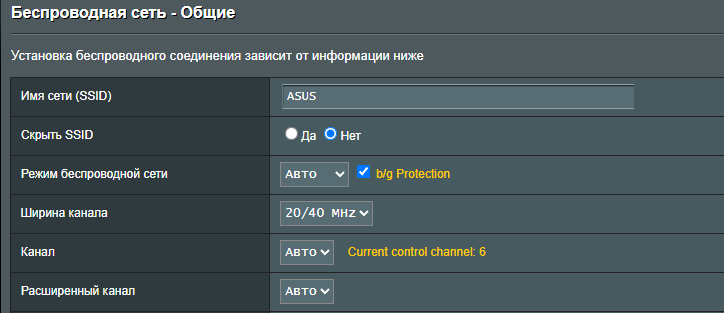 Беспроводная сеть - Общие
Установка беспроводного соединения зависит от информации ниже
Имя сети (SSID) ASUS
Скрыть SSID Да Нет
Режим беспроводной сети Авто b/g Protection
Ширина канала 20/40 MHz
Канал Авто Current control channel: 6
Расширенный канал Авто